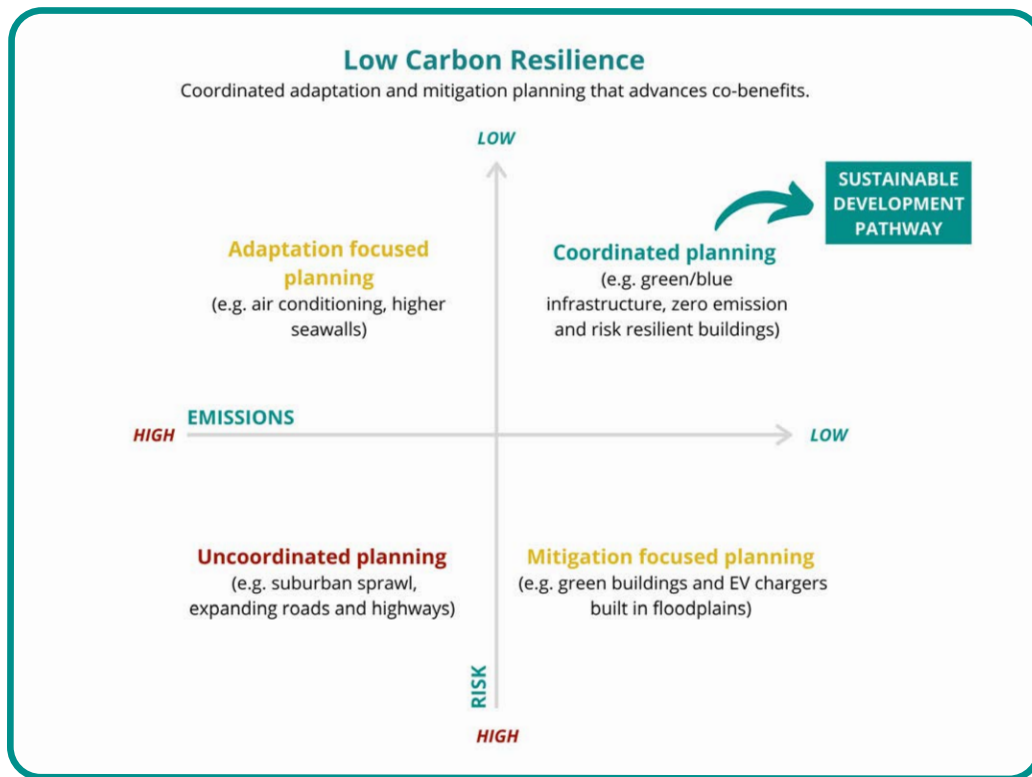 Low Carbon Resilience
Coordinated adaptation and mitigation planning that advances co-benefits.
LOW
SUSTAINABLE
DEVELOPMENT
PATHWAY
Adaptation focused
planning
(e.g. air conditioning, higher
seawalls)
Coordinated planning
(e.g. green/blue
infrastructure, zero emission
and risk resilient buildings)
EMISSIONS
HIGH
LOW
Uncoordinated planning
(e.g. suburban sprawl,
expanding roads and highways)
Mitigation focused planning
(e.g. green buildings and EV chargers
built in floodplains)
RISK
HIGH